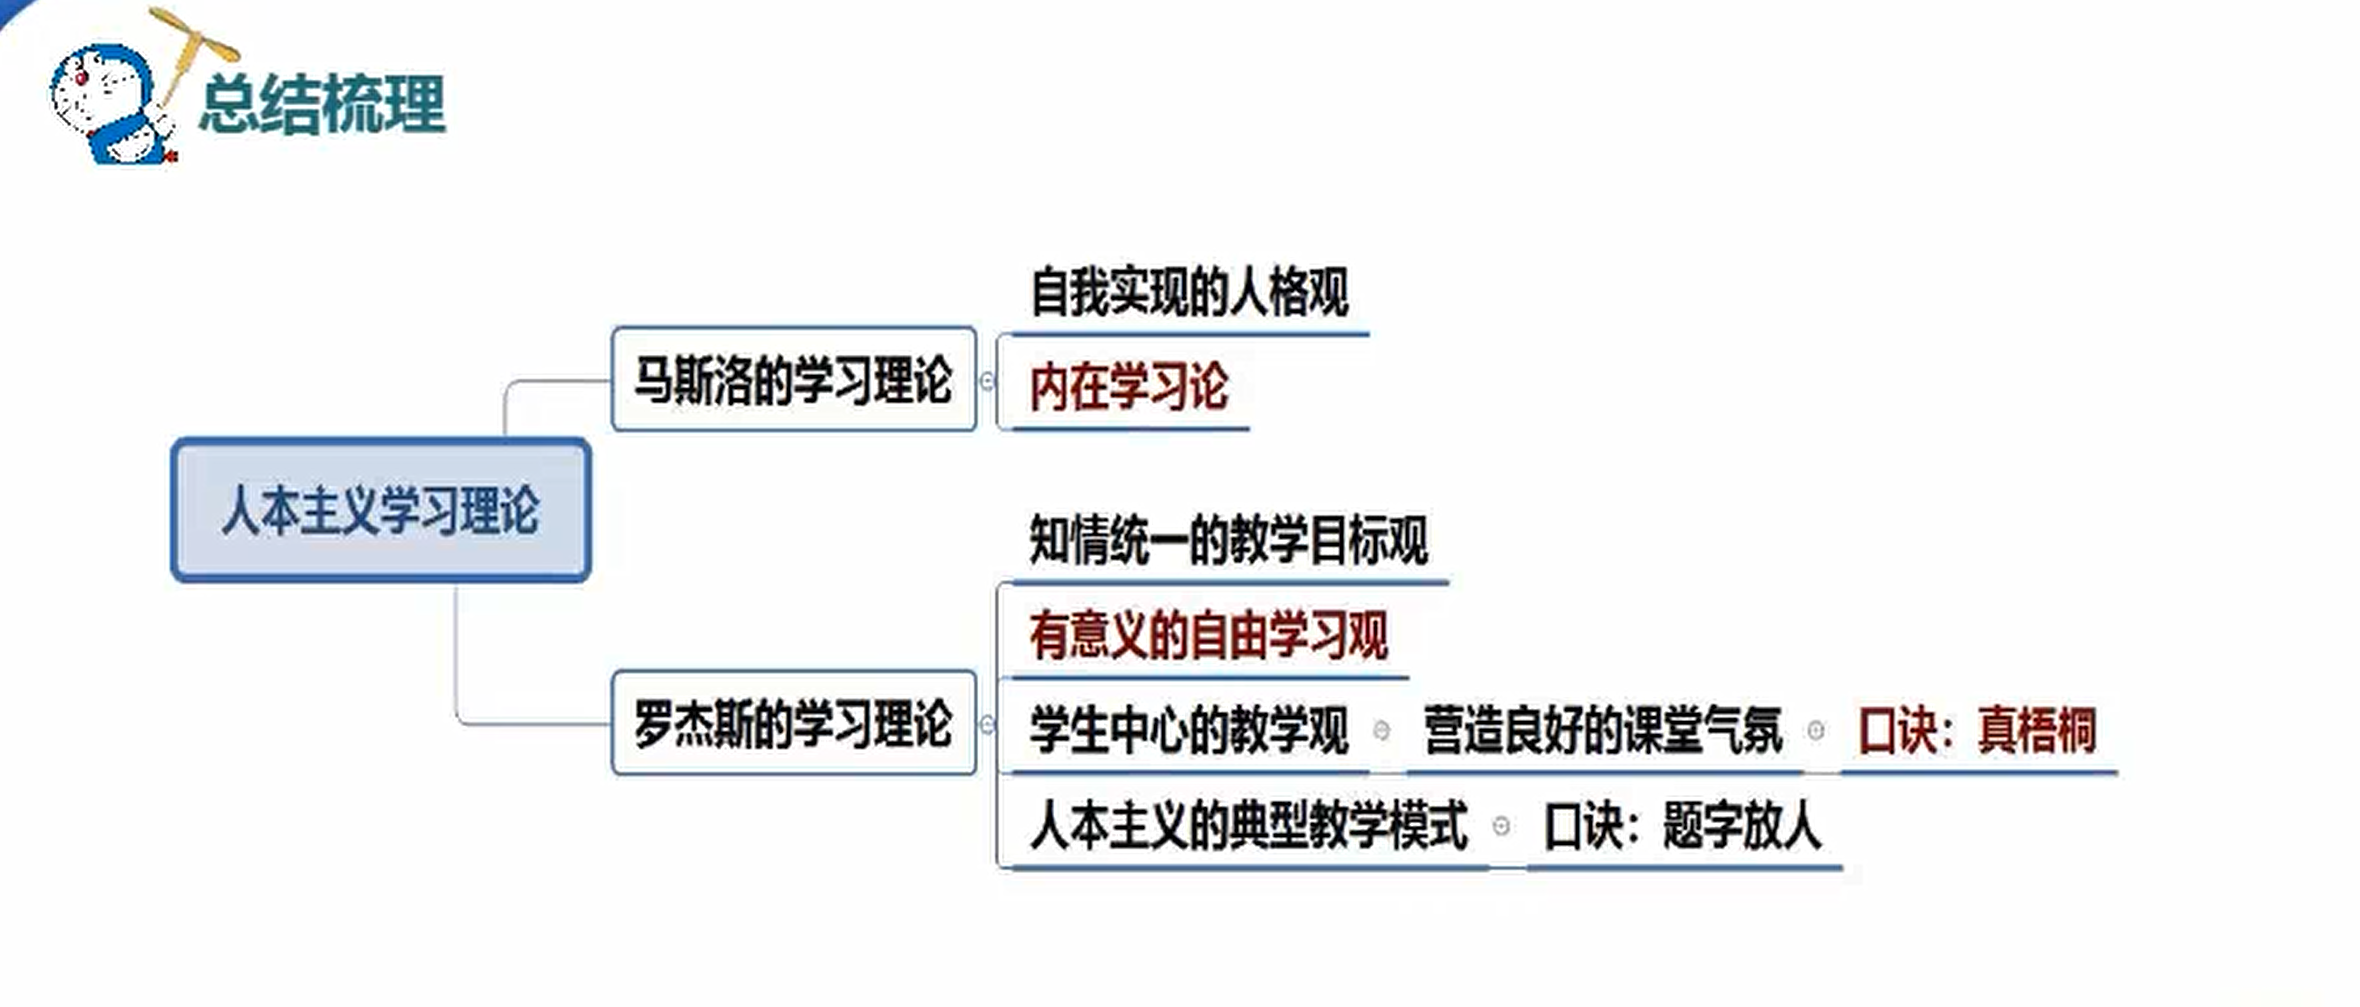 总结梳理
自我实现的人格观
马斯洛的学习理论
内在学习论
人本主义学习理论
知情统一的教学目标观
有意义的自由学习观
罗杰斯的学习理论
学生中心的教学观 营造良好的课堂气氛 口诀：真梧桐
人本主义的典型教学模式 口诀：题字放人